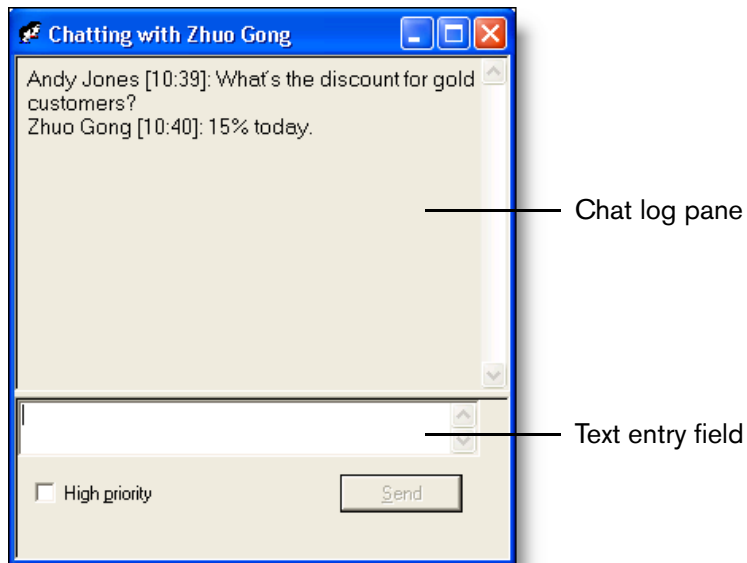 Chatting with Zhuo Gong
Andy Jones [10:39]: What's the discount for gold
customers?
Zhuo Gong [10:40]: 15% today.
Chat log pane
Text entry field
High priority
Send